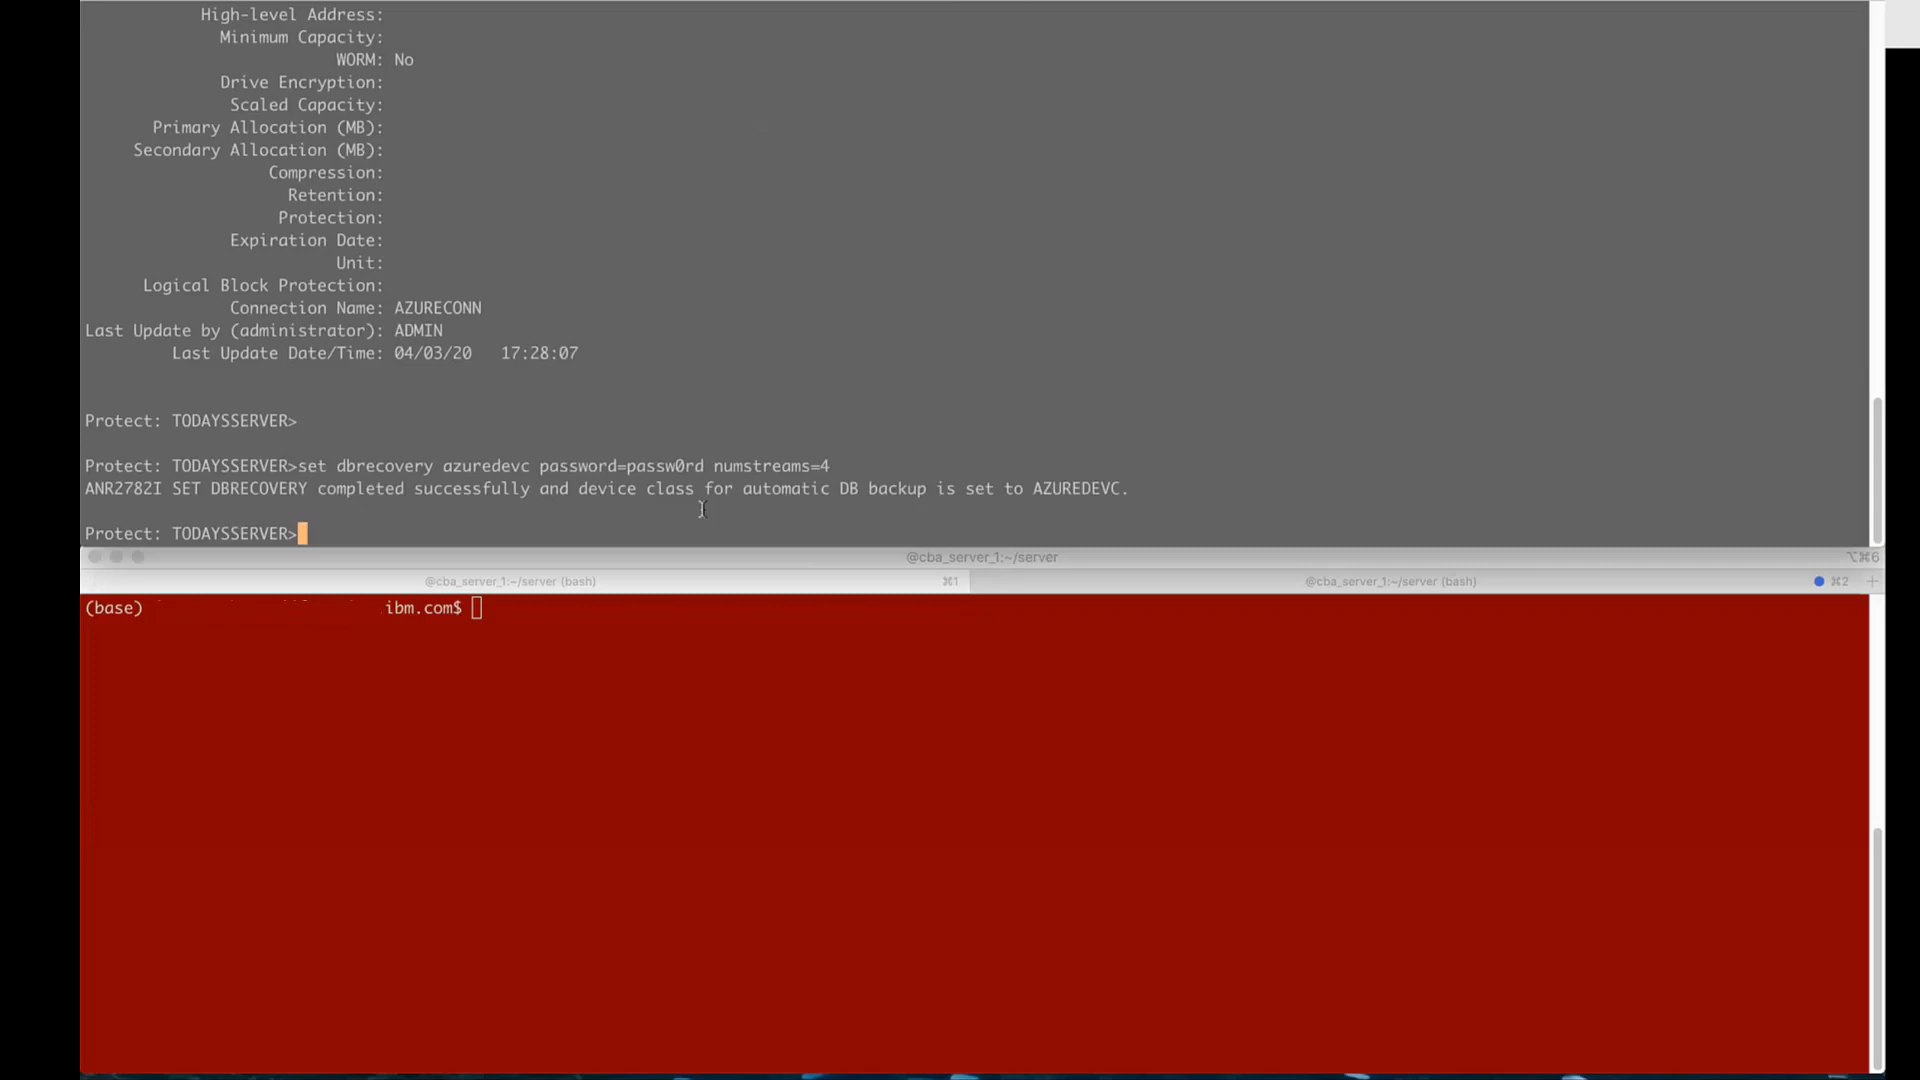 High-level Address:
Minimum Capacity:
WORM: No
Drive Encryption:
Scaled Capacity:
Primary Allocation (MB):
Secondary Allocation (MB):
Compression:
Retention:
Protection:
Expiration Date:
Unit:
Logical Block Protection:
Connection Name: AZURECONN
Last Update by (administrator): ADMIN
Last Update Date/Time: 04/03/20   17:28:07
Protect: TODAYSSERVER>
Protect: TODAYSSERVER>set dbrecovery azuredevc password=passw0rd numstreams=4
ANR2782I SET DBRECOVERY completed successfully and device class for automatic DB backup is set to AZUREDEVC.
Protect: TODAYSSERVER>
@cba_server_1:~/server ⌥⌘6
@cba_server_1:~/server (bash) ⌘1 @cba_server_1:~/server (bash) ⌘2 +
(base) ibm.com$